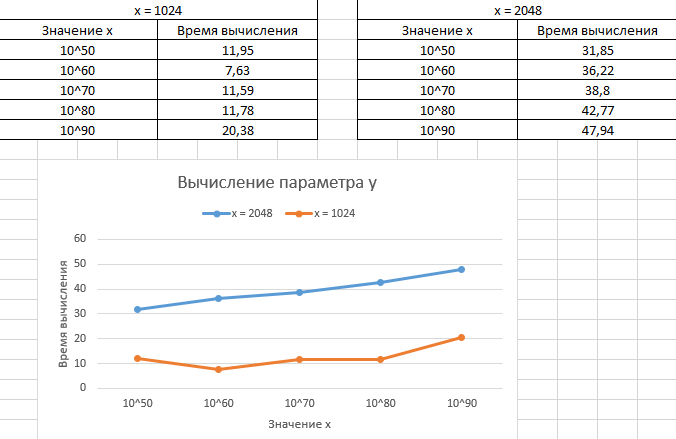 x = 1024 x = 2048
Значение x Время вычисления Значение x Время вычисления
10^50 11,95 10^50 31,85
10^60 7,63 10^60 36,22
10^70 11,59 10^70 38,8
10^80 11,78 10^80 42,77
10^90 20,38 10^90 47,94
Вычисление параметра y
x = 2048 x = 1024
60
50
40
30
20
10
0
Время вычисления
10^50 10^60 10^70 10^80 10^90
Значение x